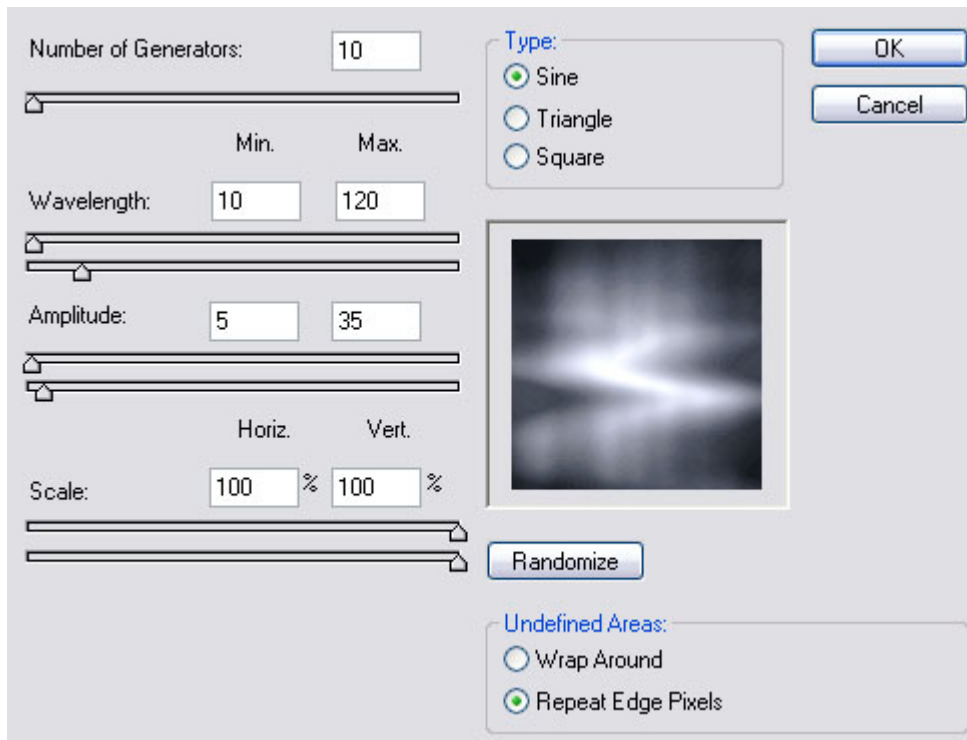 Number of Generators: 10
Min. Max.
Wavelength: 10 120
Amplitude: 5 35
Horiz. Vert.
Scale: 100 % 100 %
Type:
Sine
Triangle
Square
OK
Cancel
Randomize
Undefined Areas:
Wrap Around
Repeat Edge Pixels